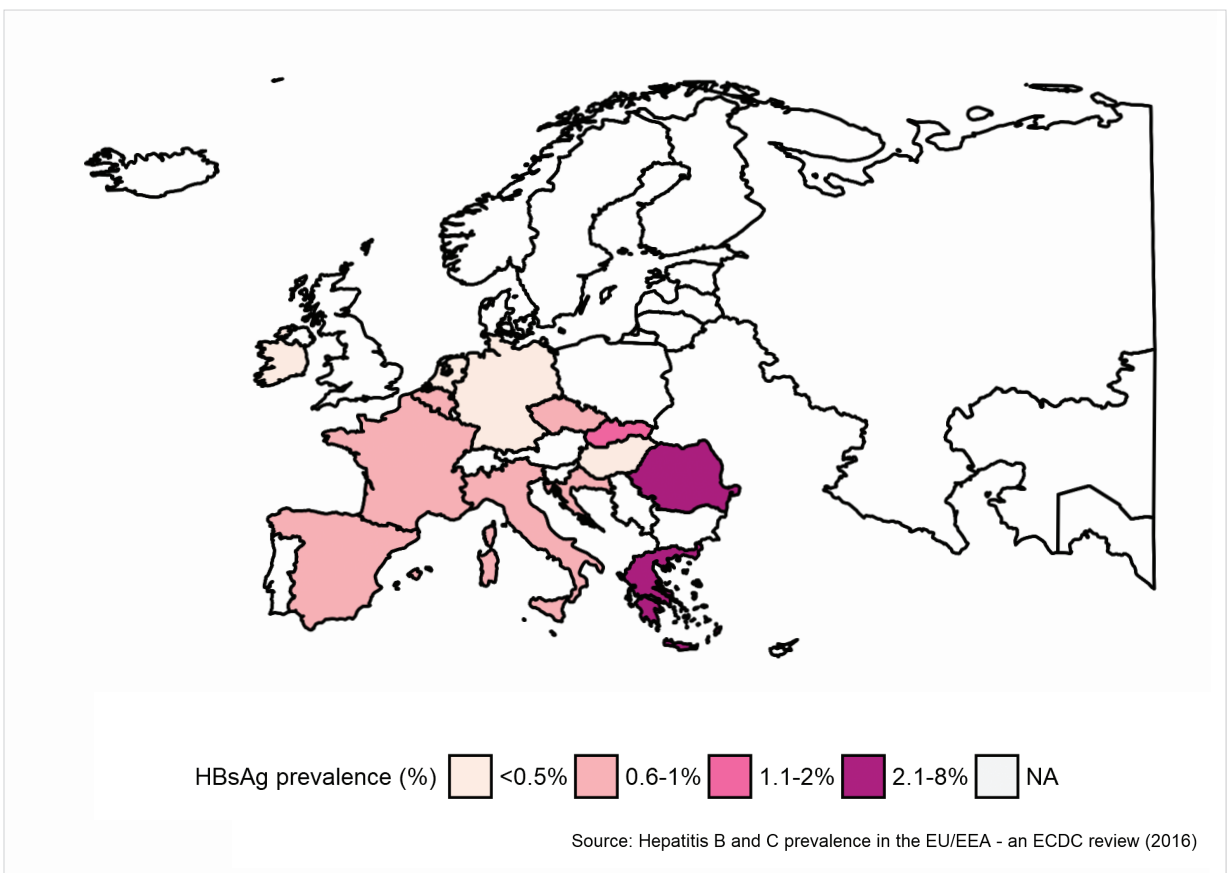 HBsAg prevalence (%) <0.5% 0.6-1% 1.1-2% 2.1-8% NA
Source: Hepatitis B and C prevalence in the EU/EEA - an ECDC review (2016)